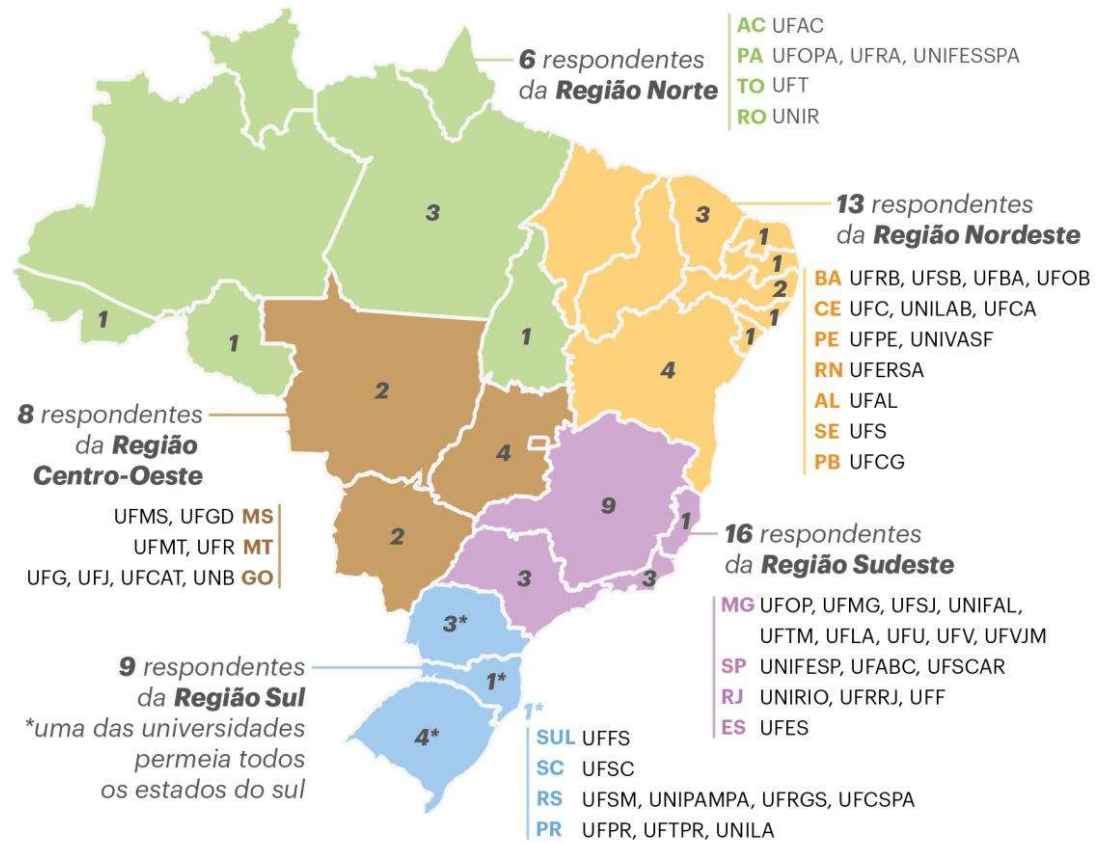 6 respondentes
da Região Norte
AC UFAC
PA UFOPA, UFRA, UNIFESSPA
TO UFT
RO UNIR
3
1
1
1
13 respondentes
da Região Nordeste
3
1
1
2
1
1
4
BA UFRB, UFSB, UFBA, UFOB
CE UFC, UNILAB, UFCA
PE UFPE, UNIVASF
RN UFERSA
AL UFAL
SE UFS
PB UFCG
8 respondentes
da Região
Centro-Oeste
2
4
2
UFMS, UFGD MS
UFMT, UFR MT
UFG, UFJ, UFCAT, UNB GO
16 respondentes
da Região Sudeste
9
1
3
3
MG UFOP, UFMG, UFSJ, UNIFAL,
UFTM, UFLA, UFU, UFV, UFVJM
SP UNIFESP, UFABC, UFSCAR
RJ UNIRIO, UFRRJ, UFF
ES UFES
9 respondentes
da Região Sul
*uma das universidades
permeia todos
os estados do sul
3*
1*
4*
1*
SUL UFFS
SC UFSC
RS UFSM, UNIPAMPA, UFRGS, UFCSPA
PR UFPR, UFTPR, UNILA